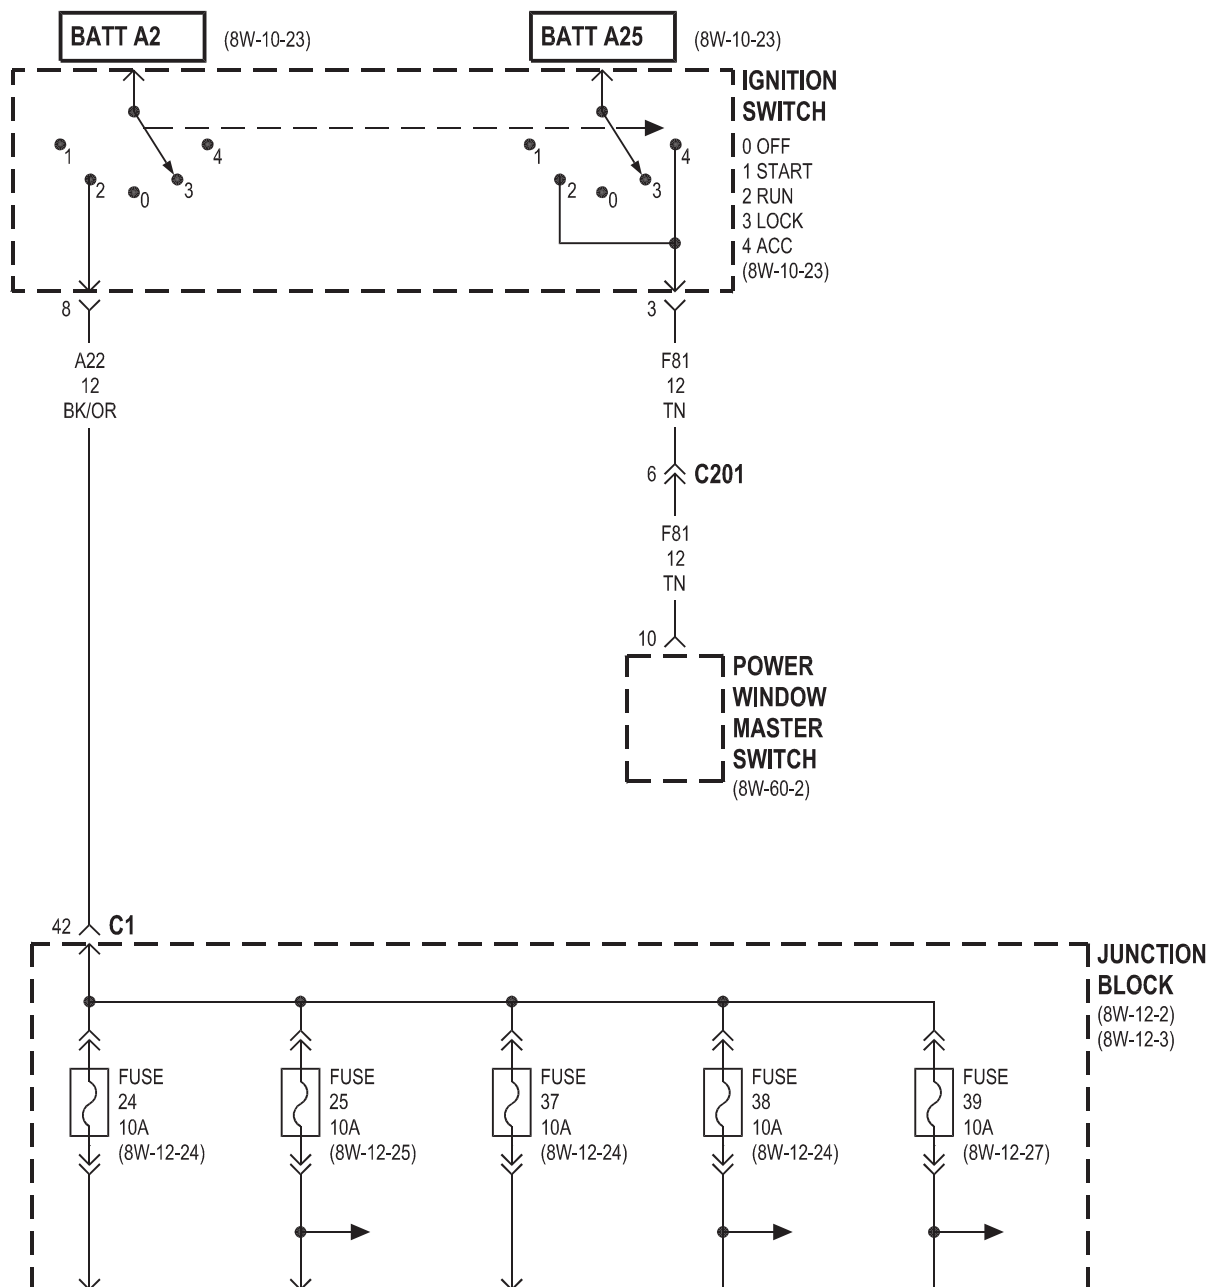 BATT A2
(8W-10-23)
BATT A25
(8W-10-23)
IGNITION
SWITCH
0 OFF
1 START
2 RUN
3 LOCK
4 ACC
(8W-10-23)
1
2
0
3
4
1
2
0
3
4
8
3
A22
12
BK/OR
F81
12
TN
6
C201
F81
12
TN
10
POWER
WINDOW
MASTER
SWITCH
(8W-60-2)
42
C1
JUNCTION
BLOCK
(8W-12-2)
(8W-12-3)
FUSE
24
10A
(8W-12-24)
FUSE
25
10A
(8W-12-25)
FUSE
37
10A
(8W-12-24)
FUSE
38
10A
(8W-12-24)
FUSE
39
10A
(8W-12-27)